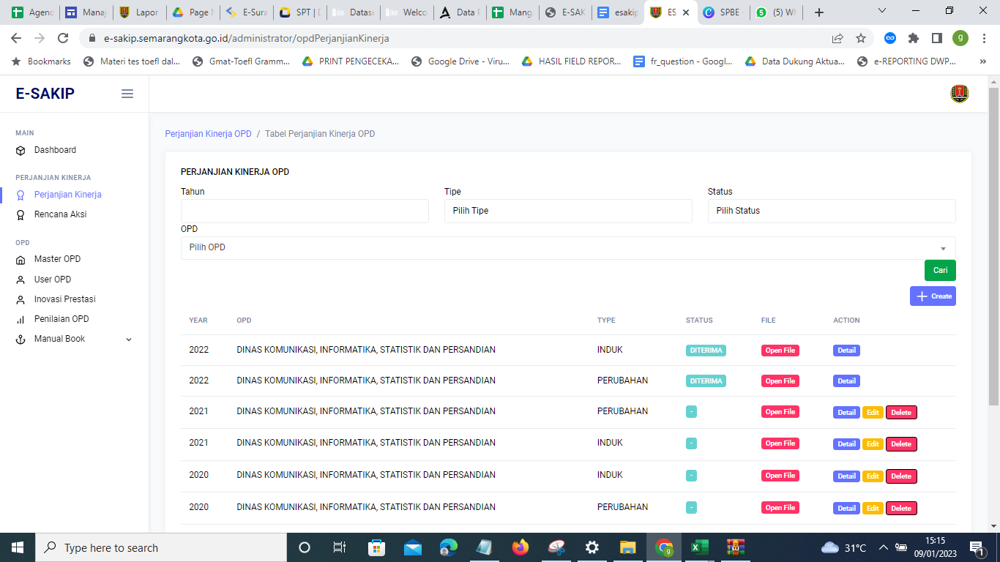 Agend
Manaj
Lapor
Page M
E-Sura
SPT | D
Datase
Welco
Data P
Mang
E-SAK
esakip
ES
SPBE -
(5) Wh
e-sakip.semarangkota.go.id/administrator/opdPerjanjianKinerja
g
Bookmarks
Materi tes toefl dal...
Gmat-Toefl Gramm...
PRINT PENGECEKA...
Google Drive - Viru...
HASIL FIELD REPOR...
fr_question - Googl...
Data Dukung Aktua...
e-REPORTING DWP...
»
E-SAKIP
MAIN
Dashboard
PERJANJIAN KINERJA
Perjanjian Kinerja
Rencana Aksi
OPD
Master OPD
User OPD
Inovasi Prestasi
Penilaian OPD
Manual Book
Perjanjian Kinerja OPD / Tabel Perjanjian Kinerja OPD
PERJANJIAN KINERJA OPD
Tahun Tipe Status
Pilih Tipe Pilih Status
OPD
Pilih OPD
Cari
Create
YEAR OPD TYPE STATUS FILE ACTION
2022 DINAS KOMUNIKASI, INFORMATIKA, STATISTIK DAN PERSANDIAN INDUK DITERIMA Open File Detail
2022 DINAS KOMUNIKASI, INFORMATIKA, STATISTIK DAN PERSANDIAN PERUBAHAN DITERIMA Open File Detail
2021 DINAS KOMUNIKASI, INFORMATIKA, STATISTIK DAN PERSANDIAN PERUBAHAN - Open File Detail Edit Delete
2021 DINAS KOMUNIKASI, INFORMATIKA, STATISTIK DAN PERSANDIAN INDUK - Open File Detail Edit Delete
2020 DINAS KOMUNIKASI, INFORMATIKA, STATISTIK DAN PERSANDIAN INDUK - Open File Detail Edit Delete
2020 DINAS KOMUNIKASI, INFORMATIKA, STATISTIK DAN PERSANDIAN PERUBAHAN - Open File Detail Edit Delete
Type here to search
31°C
15:15
09/01/2023
1